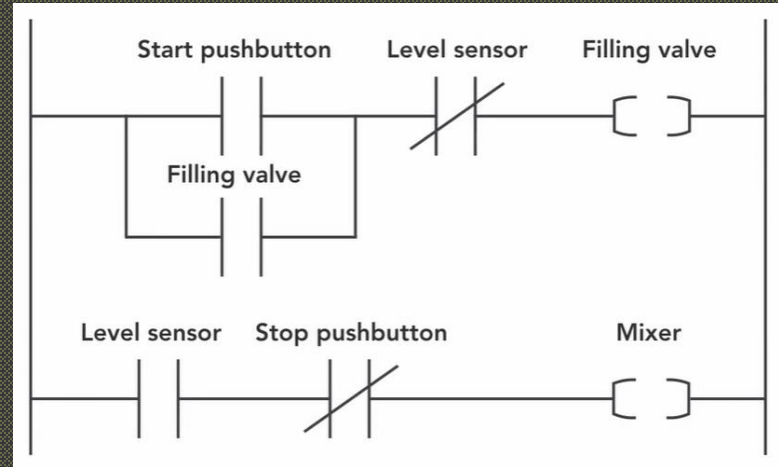 Start pushbutton Level sensor Filling valve
Filling valve
Level sensor Stop pushbutton Mixer